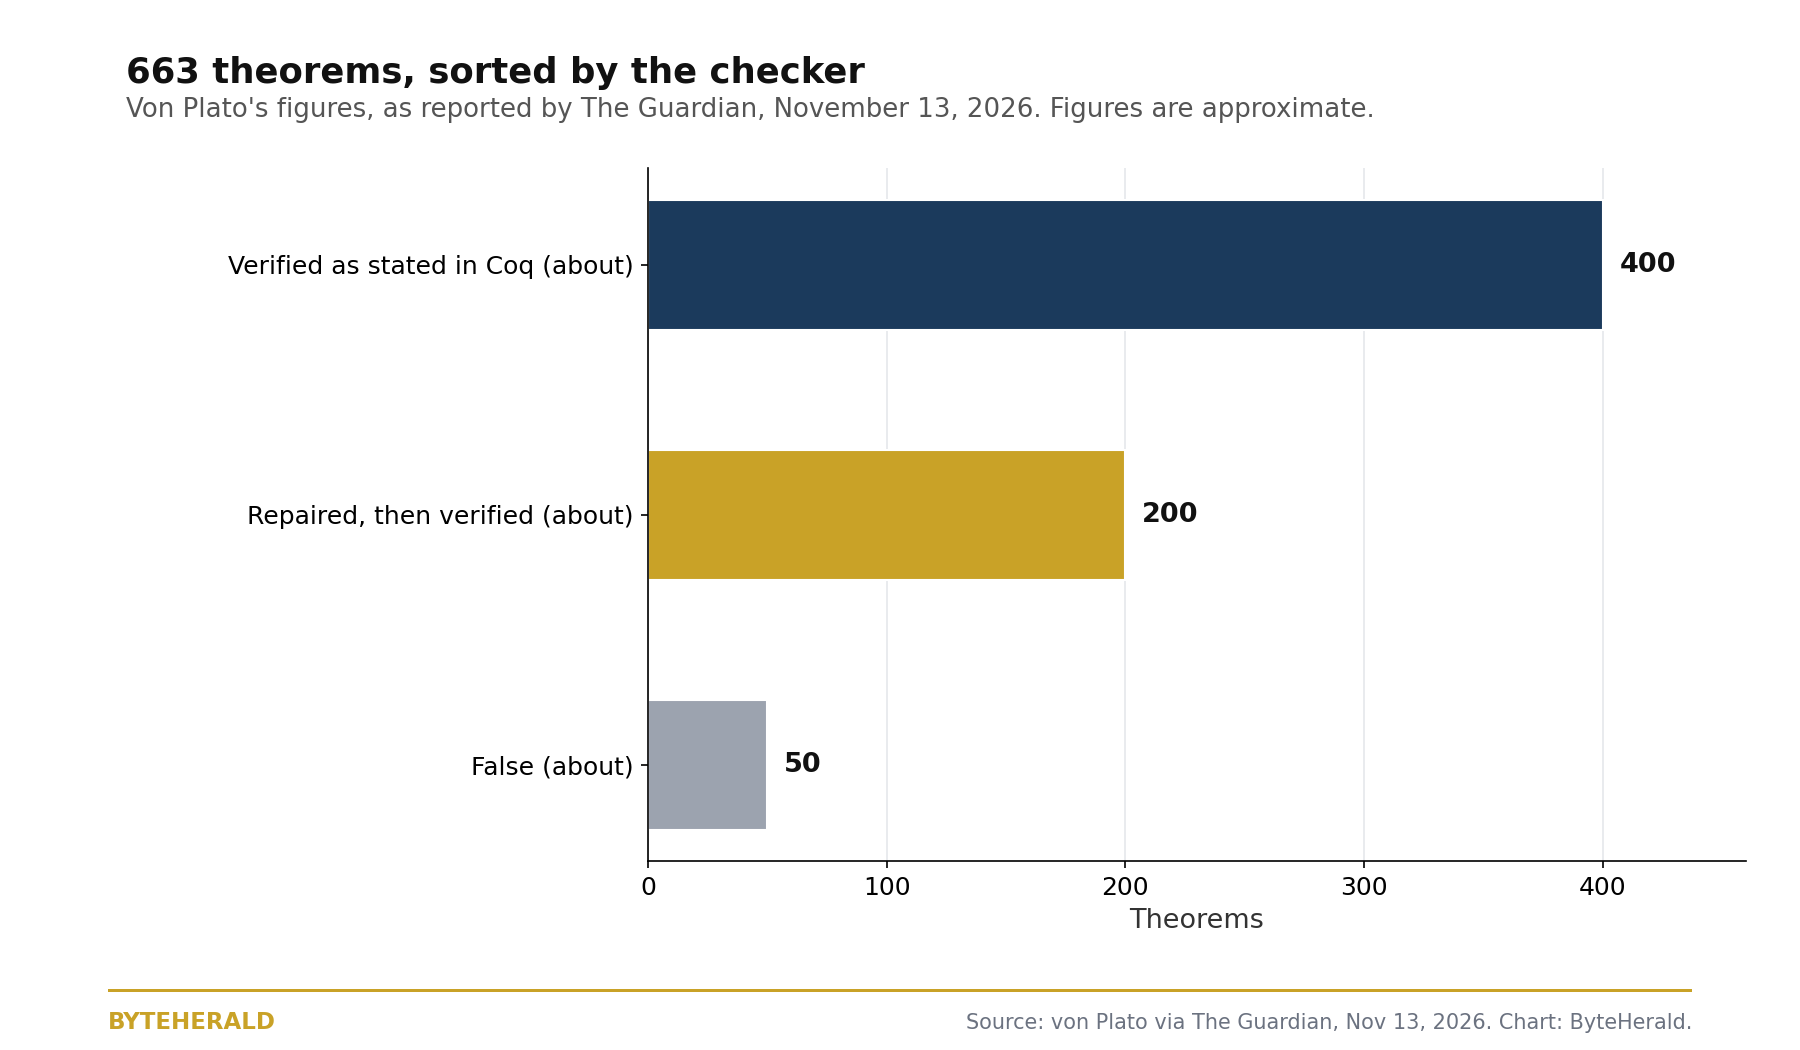 663 theorems, sorted by the checker
Von Plato's figures, as reported by The Guardian, November 13, 2026. Figures are approximate.
Verified as stated in Coq (about)
400
Repaired, then verified (about)
200
False (about)
50
0 100 200 300 400
Theorems
BYTEHERALD
Source: von Plato via The Guardian, Nov 13, 2026. Chart: ByteHerald.